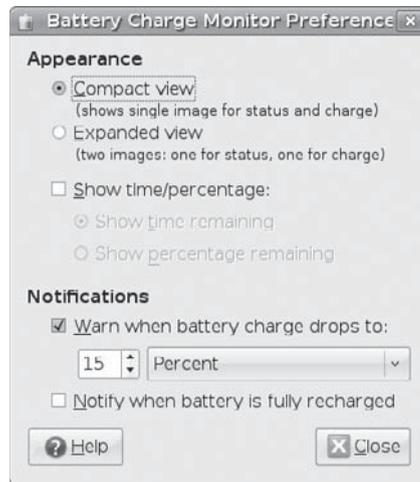 Battery Charge Monitor Preference
Appearance
Compact view
(shows single image for status and charge)
Expanded view
(two images: one for status, one for charge)
Show time/percentage:
Show time remaining
Show percentage remaining
Notifications
Warn when battery charge drops to:
15 Percent
Notify when battery is fully recharged
Help Close